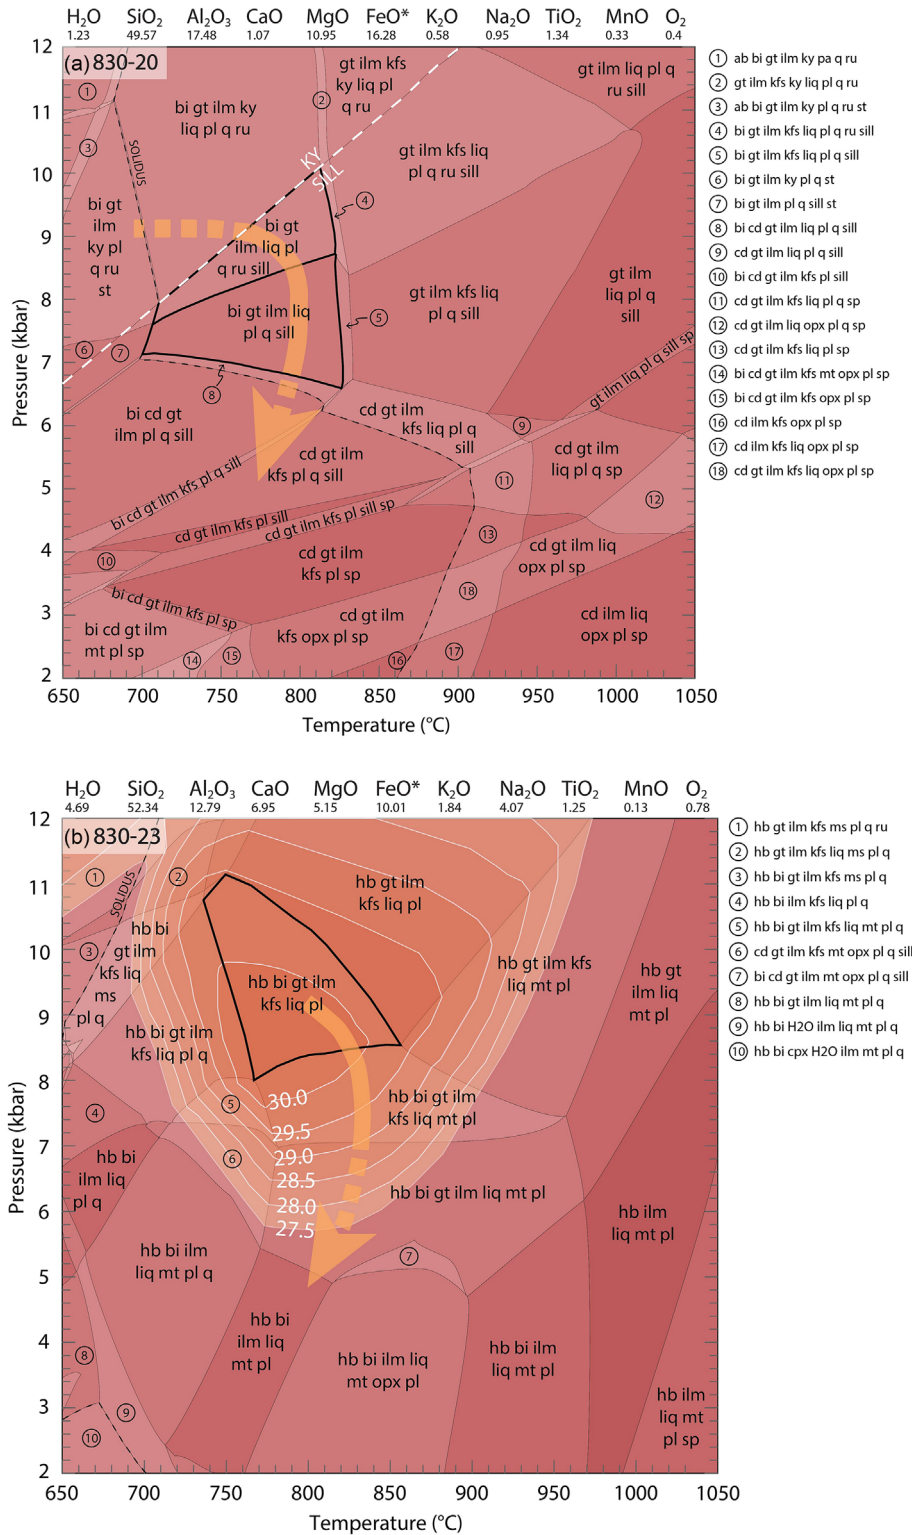 H₂O SiO₂ Al₂O₃ CaO MgO FeO* K₂O Na₂O TiO₂ MnO O₂
1.23 49.57 17.48 1.07 10.95 16.28 0.58 0.95 1.34 0.33 0.4
(a) 830-20
12
11
10
9
8
7
6
5
4
3
2
Pressure (kbar)
650 700 750 800 850 900 950 1000 1050
Temperature (°C)
1
3
SOLIDUS
bi gt ilm ky
liq pl q ru
2
gt ilm kfs
ky liq pl
q ru
gt ilm liq pl q
ru sill
KY
SILL
gt ilm kfs liq
pl q ru sill
4
bi gt
ilm
ky pl
q ru
st
bi gt
ilm liq pl
q ru sill
bi gt ilm liq
pl q sill
5
gt ilm kfs liq
pl q sill
gt ilm
liq pl q
sill
6
7
8
gt ilm liq pl q sill sp
bi cd gt
ilm pl q sill
cd gt ilm
kfs liq pl q
sill
9
cd gt ilm
kfs pl q sill
cd gt ilm
liq pl q sp
11
12
bi cd gt ilm kfs pl q sill
cd gt ilm kfs pl sill
cd gt ilm kfs pl sill sp
13
10
cd gt ilm
kfs pl sp
cd gt ilm liq
opx pl sp
18
bi cd gt ilm kfs pl sp
bi cd gt ilm
mt pl sp
cd gt ilm
kfs opx pl sp
cd ilm liq
opx pl sp
14
15
16
17
1 ab bi gt ilm ky pa q ru
2 gt ilm kfs ky liq pl q ru
3 ab bi gt ilm ky pl q ru st
4 bi gt ilm kfs liq pl q ru sill
5 bi gt ilm kfs liq pl q sill
6 bi gt ilm ky pl q st
7 bi gt ilm pl q sill st
8 bi cd gt ilm liq pl q sill
9 cd gt ilm liq pl q sill
10 bi cd gt ilm kfs pl sill
11 cd gt ilm kfs liq pl q sp
12 cd gt ilm liq opx pl q sp
13 cd gt ilm kfs liq pl sp
14 bi cd gt ilm kfs mt opx pl sp
15 bi cd gt ilm kfs opx pl sp
16 cd ilm kfs opx pl sp
17 cd ilm kfs liq opx pl sp
18 cd gt ilm kfs liq opx pl sp
H₂O SiO₂ Al₂O₃ CaO MgO FeO* K₂O Na₂O TiO₂ MnO O₂
4.69 52.34 12.79 6.95 5.15 10.01 1.84 4.07 1.25 0.13 0.78
(b) 830-23
12
11
10
9
8
7
6
5
4
3
2
Pressure (kbar)
650 700 750 800 850 900 950 1000 1050
Temperature (°C)
1
SOLIDUS
2
hb gt ilm
kfs liq pl
3
hb bi
gt ilm
kfs liq
ms
pl q
hb bi gt ilm
kfs liq pl
hb gt ilm kfs
liq mt pl
hb gt
ilm liq
mt pl
hb bi gt ilm
kfs liq pl q
4
5
hb bi gt ilm
kfs liq mt pl
30.0
29.5
29.0
28.5
28.0
27.5
6
hb bi
ilm liq
pl q
hb bi gt ilm liq mt pl
hb ilm
liq mt pl
hb bi ilm
liq mt pl q
7
hb bi
ilm liq
mt pl
hb bi ilm liq
mt opx pl
hb bi ilm
liq mt pl
8
9
10
hb ilm
liq mt
pl sp
1 hb gt ilm kfs ms pl q ru
2 hb gt ilm kfs liq ms pl q
3 hb bi gt ilm kfs ms pl q
4 hb bi ilm kfs liq pl q
5 hb bi gt ilm kfs liq mt pl q
6 cd gt ilm kfs mt opx pl q sill
7 bi cd gt ilm mt opx pl q sill
8 hb bi gt ilm liq mt pl q
9 hb bi H2O ilm liq mt pl q
10 hb bi cpx H2O ilm mt pl q